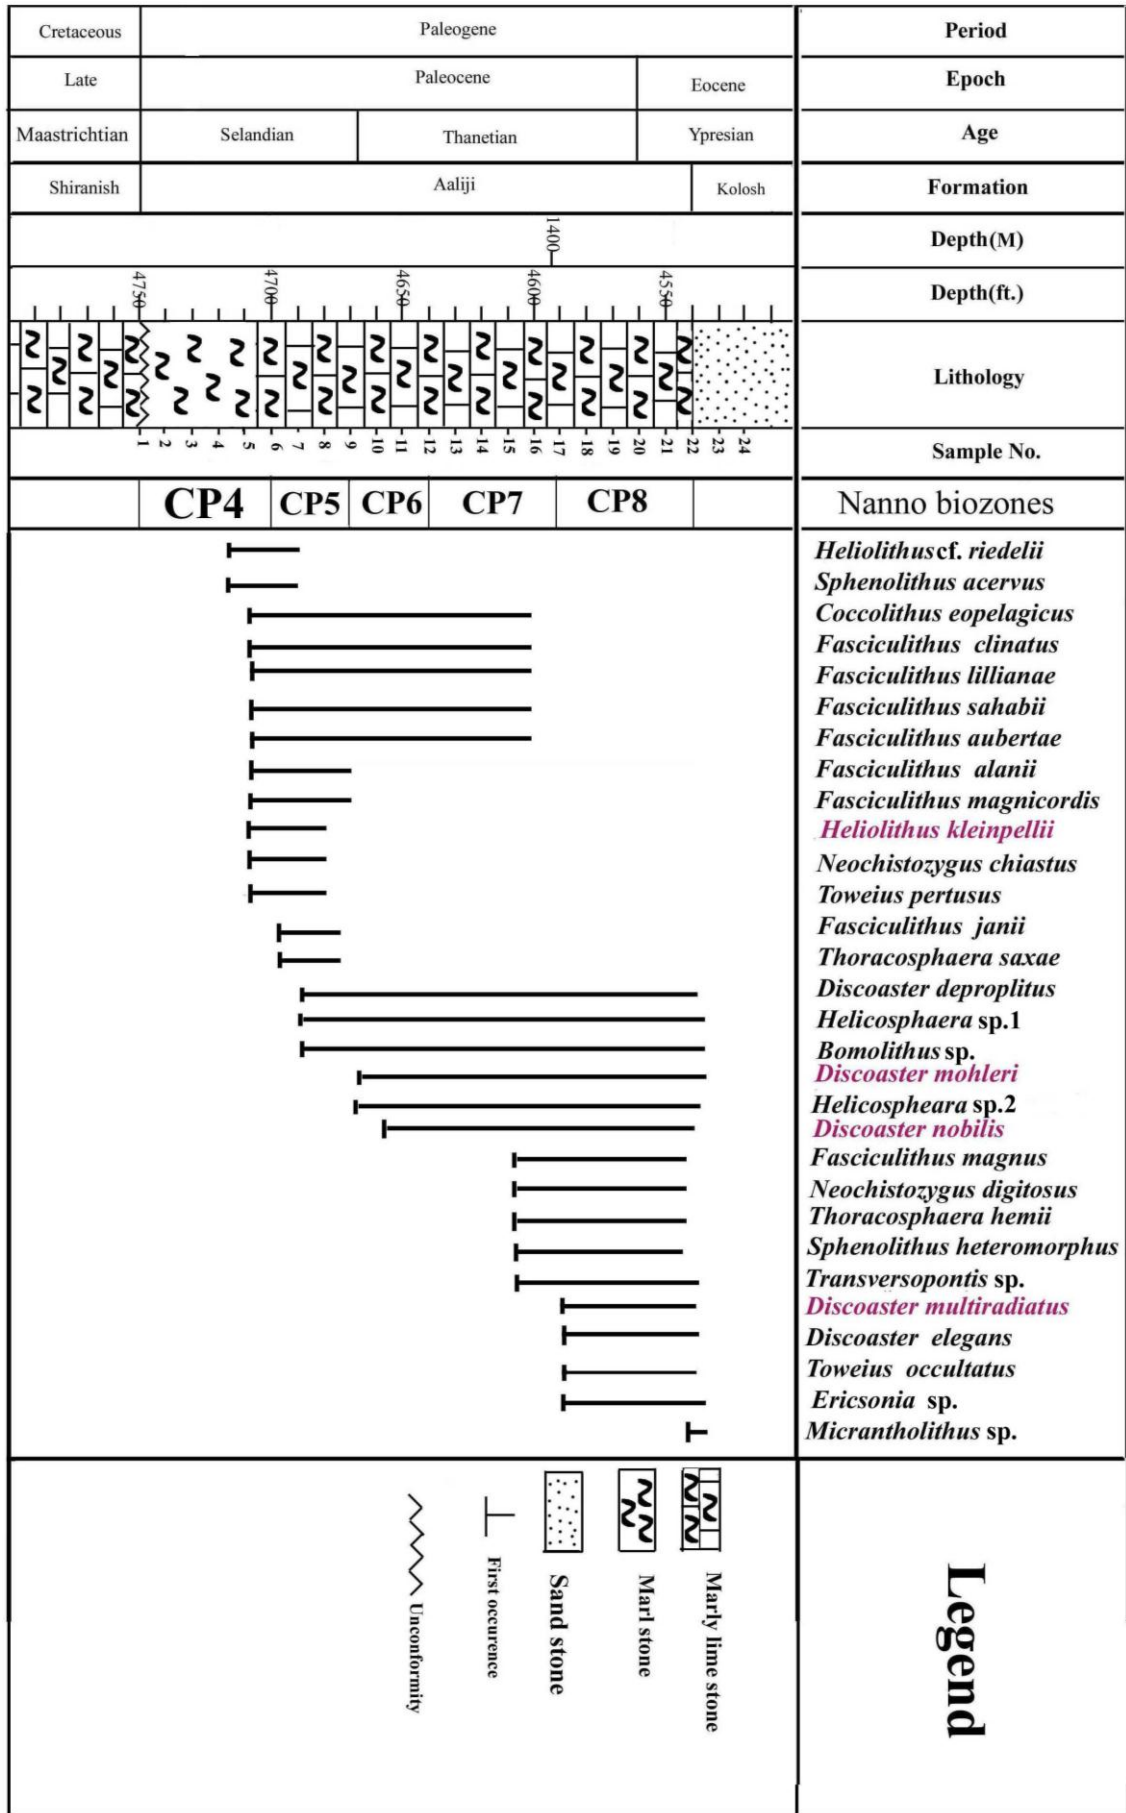 Cretaceous Paleogene Period
Late Paleocene Eocene Epoch
Maastrichtian Selandian Thanetian Ypresian Age
Shiranish Aaliji Kolosh Formation
1400 Depth(M)
4750 4700 4650 4600 4550 Depth(ft.)
Lithology
1 2 3 4 5 6 7 8 9 10 11 12 13 14 15 16 17 18 19 20 21 22 23 24 Sample No.
CP4 CP5 CP6 CP7 CP8 Nanno biozones
Heliolithus cf. riedelii
Sphenolithus acervus
Coccolithus eopelagicus
Fasciculithus clinatus
Fasciculithus lillianae
Fasciculithus sahabii
Fasciculithus aubertae
Fasciculithus alanii
Fasciculithus magnicordis
Heliolithus kleinpellii
Neochistozygus chiastus
Toweius pertusus
Fasciculithus janii
Thoracosphaera saxae
Discoaster deproplitus
Helicosphaera sp.1
Bomolithus sp.
Discoaster mohleri
Helicospheara sp.2
Discoaster nobilis
Fasciculithus magnus
Neochistozygus digitosus
Thoracosphaera hemii
Sphenolithus heteromorphus
Transversopontis sp.
Discoaster multiradiatus
Discoaster elegans
Toweius occultatus
Ericsonia sp.
Micrantholithus sp.
Legend
Marly lime stone
Marl stone
Sand stone
First occurence
Unconformity